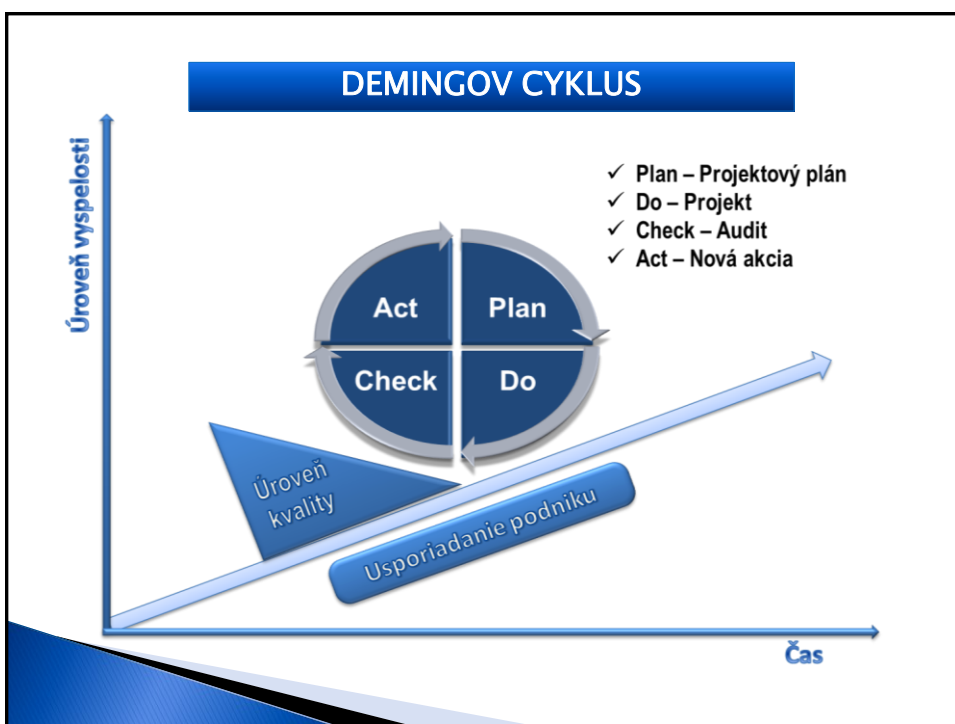 DEMINGOV CYKLUS
Úroveň vyspelosti
✓ Plan – Projektový plán
✓ Do – Projekt
✓ Check – Audit
✓ Act – Nová akcia
Act
Plan
Check
Do
Úroveň
kvality
Usporiadanie podniku
Čas